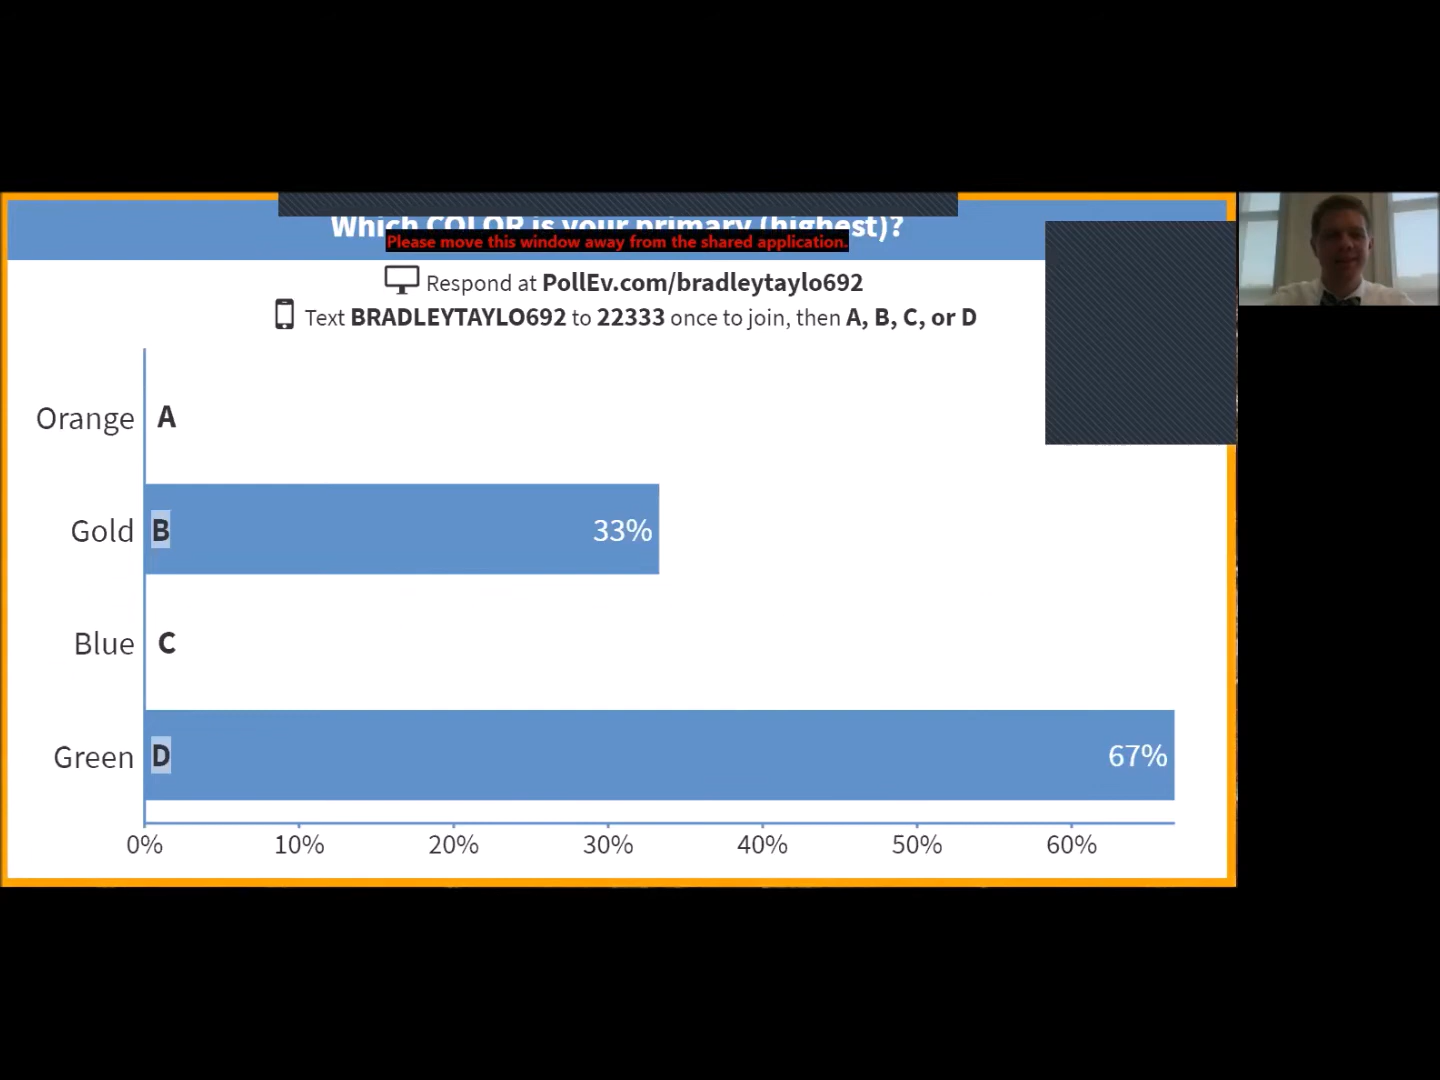 Which COLOR is your primary (highest)?
Please move this window away from the shared application.
Respond at PollEv.com/bradleytaylo692
Text BRADLEYTAYLO692 to 22333 once to join, then A, B, C, or D
Orange A
Gold B 33%
Blue C
Green D 67%
0% 10% 20% 30% 40% 50% 60%